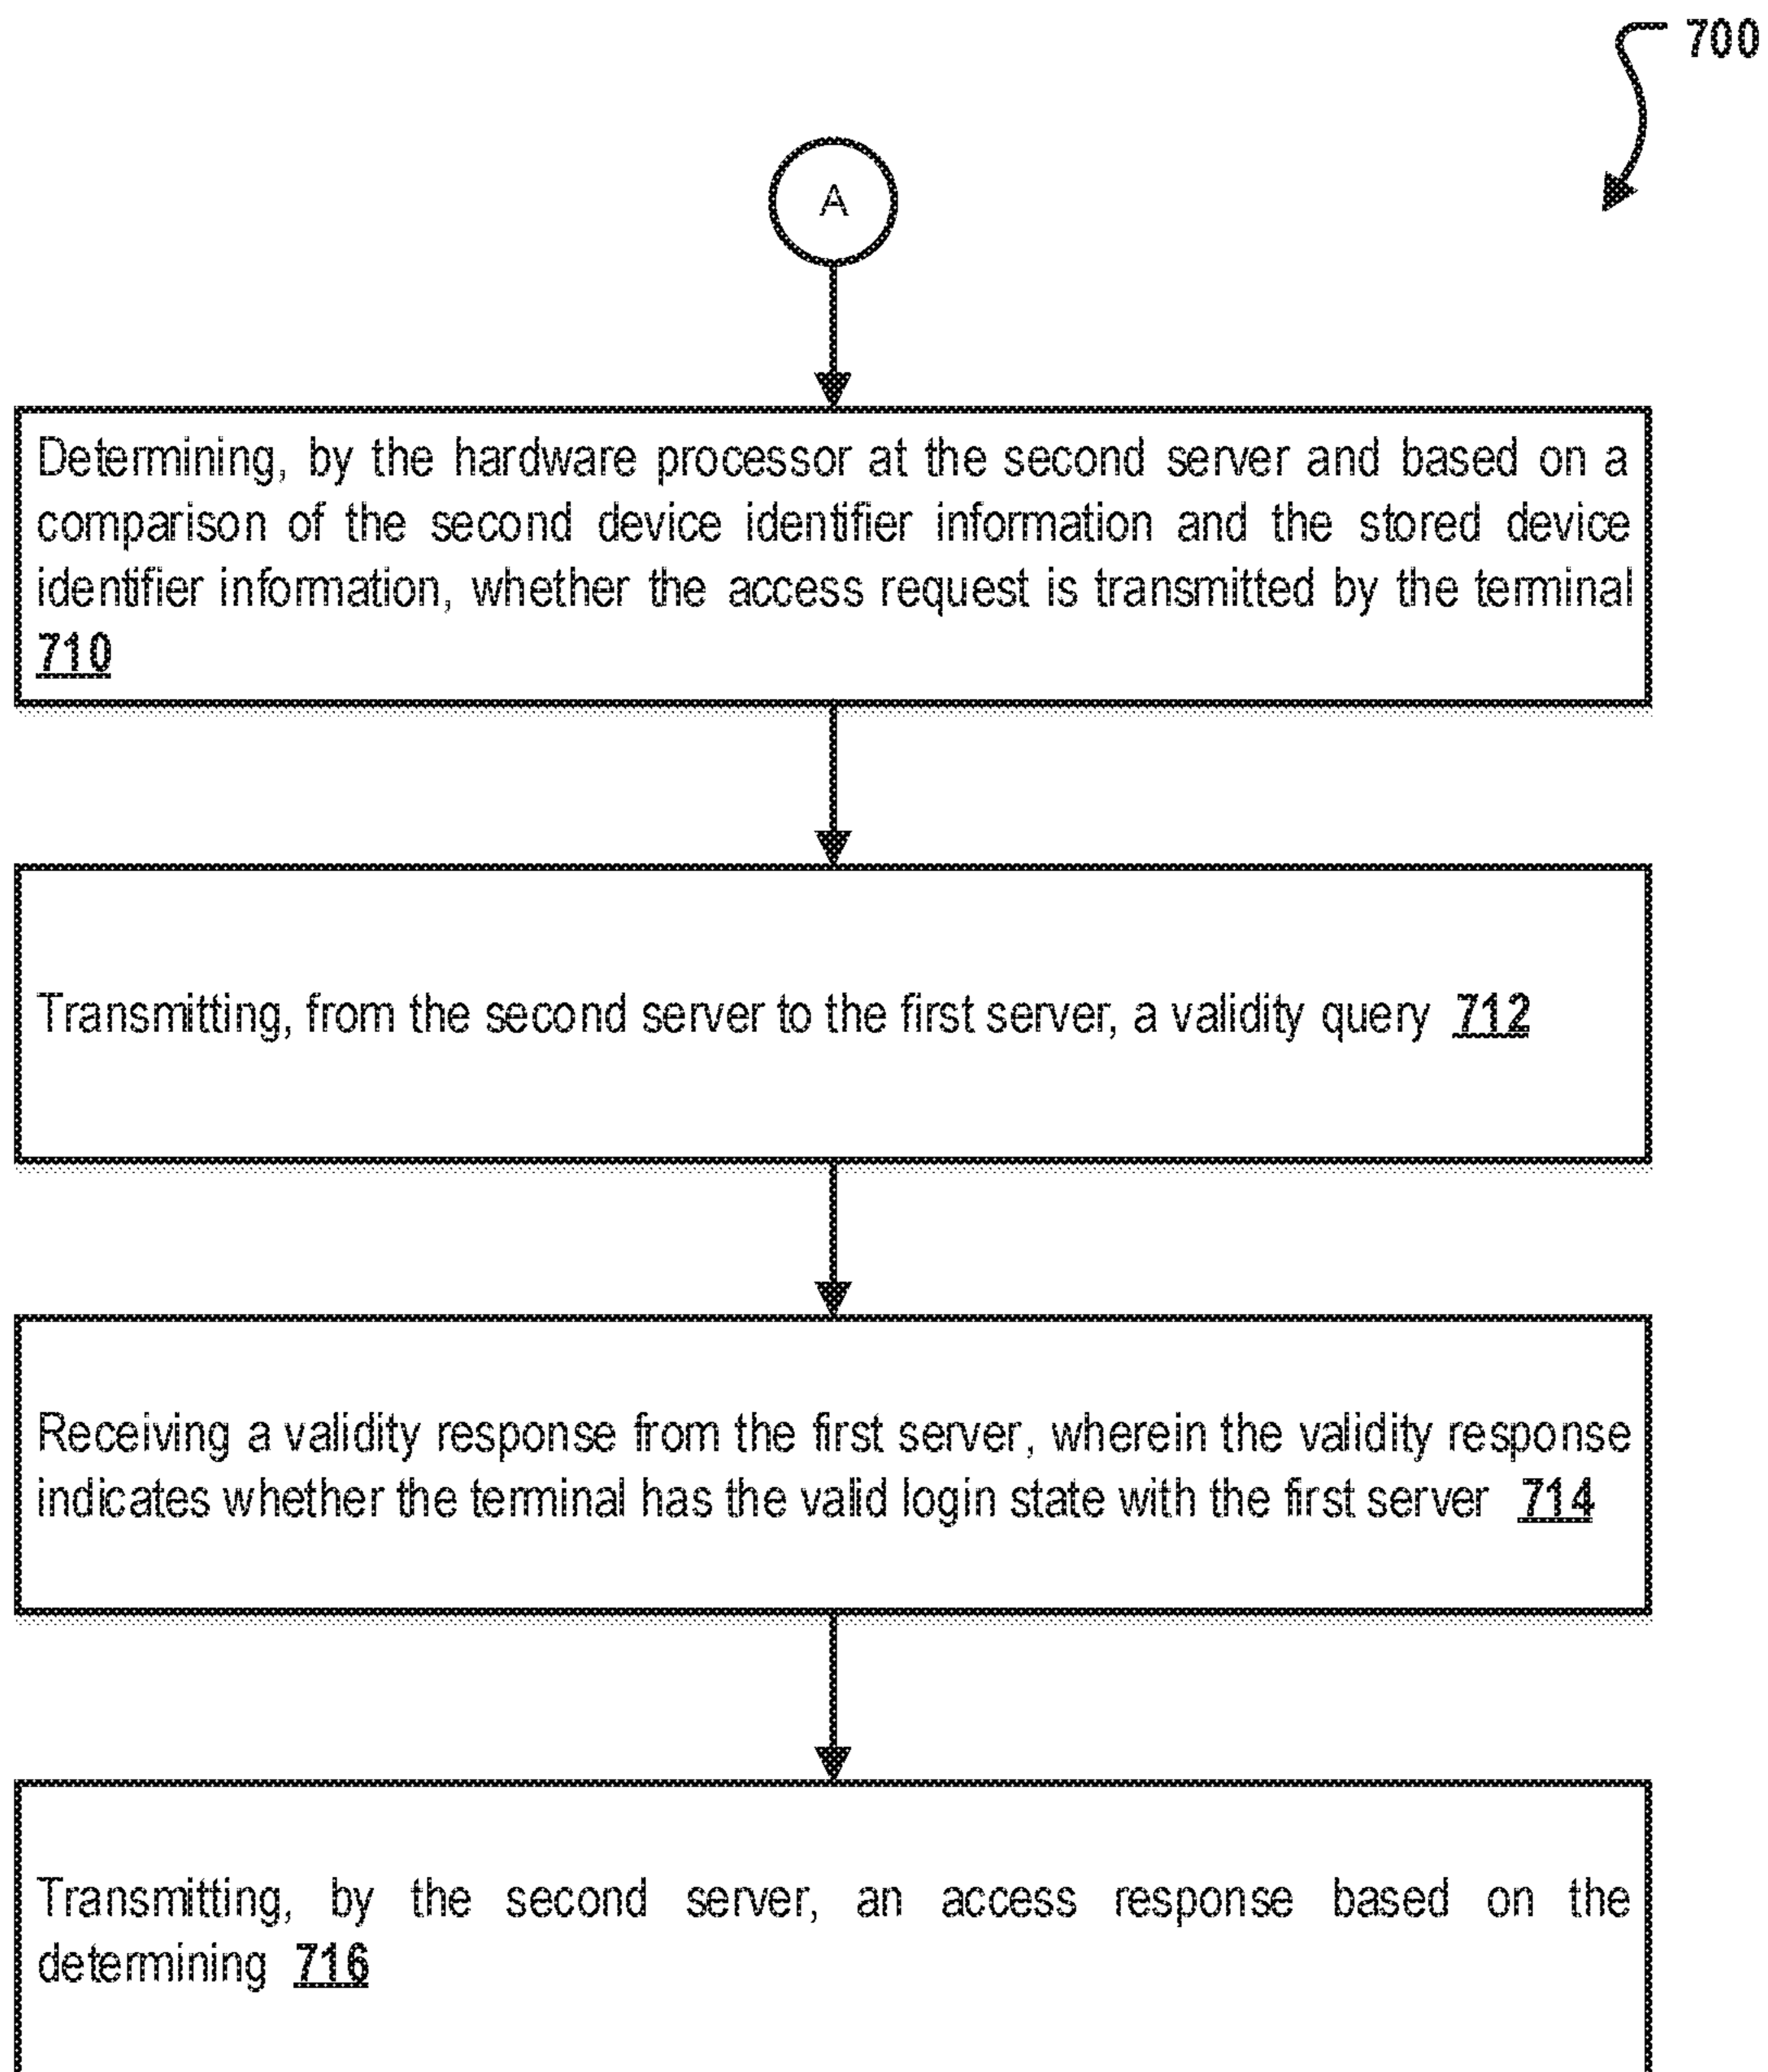 700
A
Determining, by the hardware processor at the second server and based on a
comparison of the second device identifier information and the stored device
identifier information, whether the access request is transmitted by the terminal
710
Transmitting, from the second server to the first server, a validity query 712
Receiving a validity response from the first server, wherein the validity response
indicates whether the terminal has the valid login state with the first server 714
Transmitting, by the second server, an access response based on the
determining 716